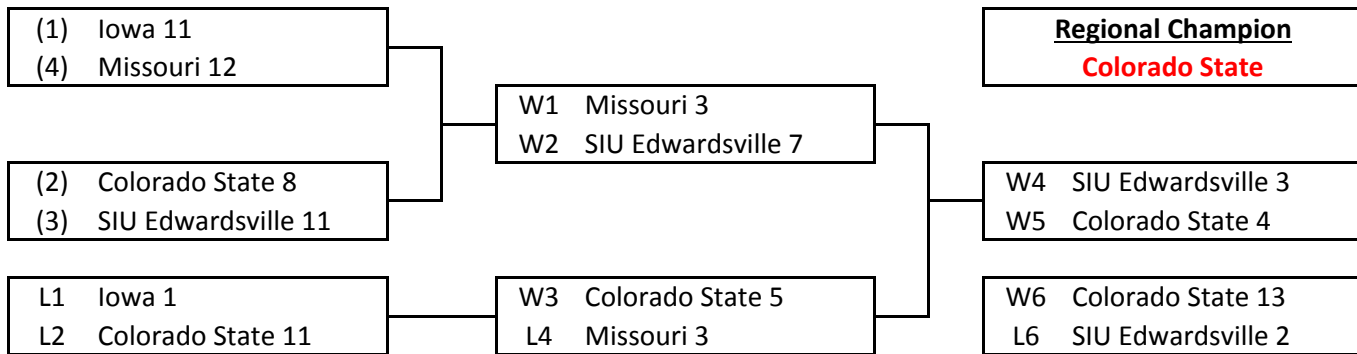 (1) Iowa 11
(4) Missouri 12
Regional Champion
Colorado State
W1 Missouri 3
W2 SIU Edwardsville 7
(2) Colorado State 8
(3) SIU Edwardsville 11
W4 SIU Edwardsville 3
W5 Colorado State 4
L1 Iowa 1
L2 Colorado State 11
W3 Colorado State 5
L4 Missouri 3
W6 Colorado State 13
L6 SIU Edwardsville 2